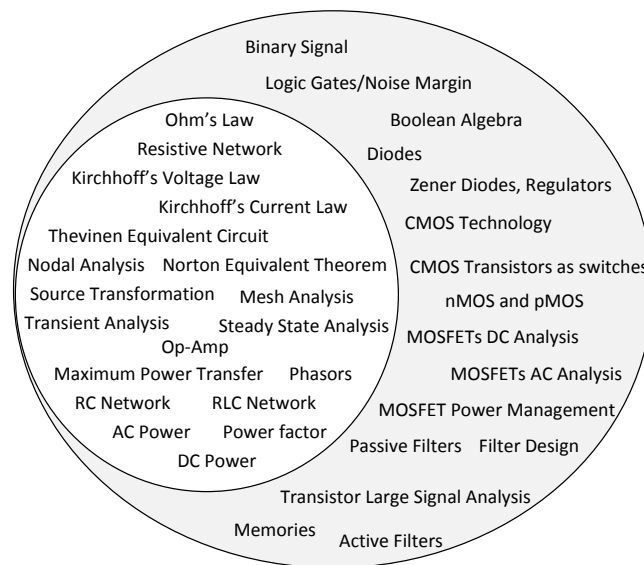 Binary Signal
Logic Gates/Noise Margin
Ohm's Law
Boolean Algebra
Resistive Network
Diodes
Kirchhoff's Voltage Law
Zener Diodes, Regulators
Kirchhoff's Current Law
CMOS Technology
Thevinen Equivalent Circuit
Nodal Analysis
Norton Equivalent Theorem
CMOS Transistors as switches
Source Transformation
Mesh Analysis
nMOS and pMOS
Transient Analysis
Steady State Analysis
MOSFETs DC Analysis
Op-Amp
Maximum Power Transfer
Phasors
MOSFETs AC Analysis
RC Network
RLC Network
MOSFET Power Management
AC Power
Power factor
Passive Filters
Filter Design
DC Power
Transistor Large Signal Analysis
Memories
Active Filters